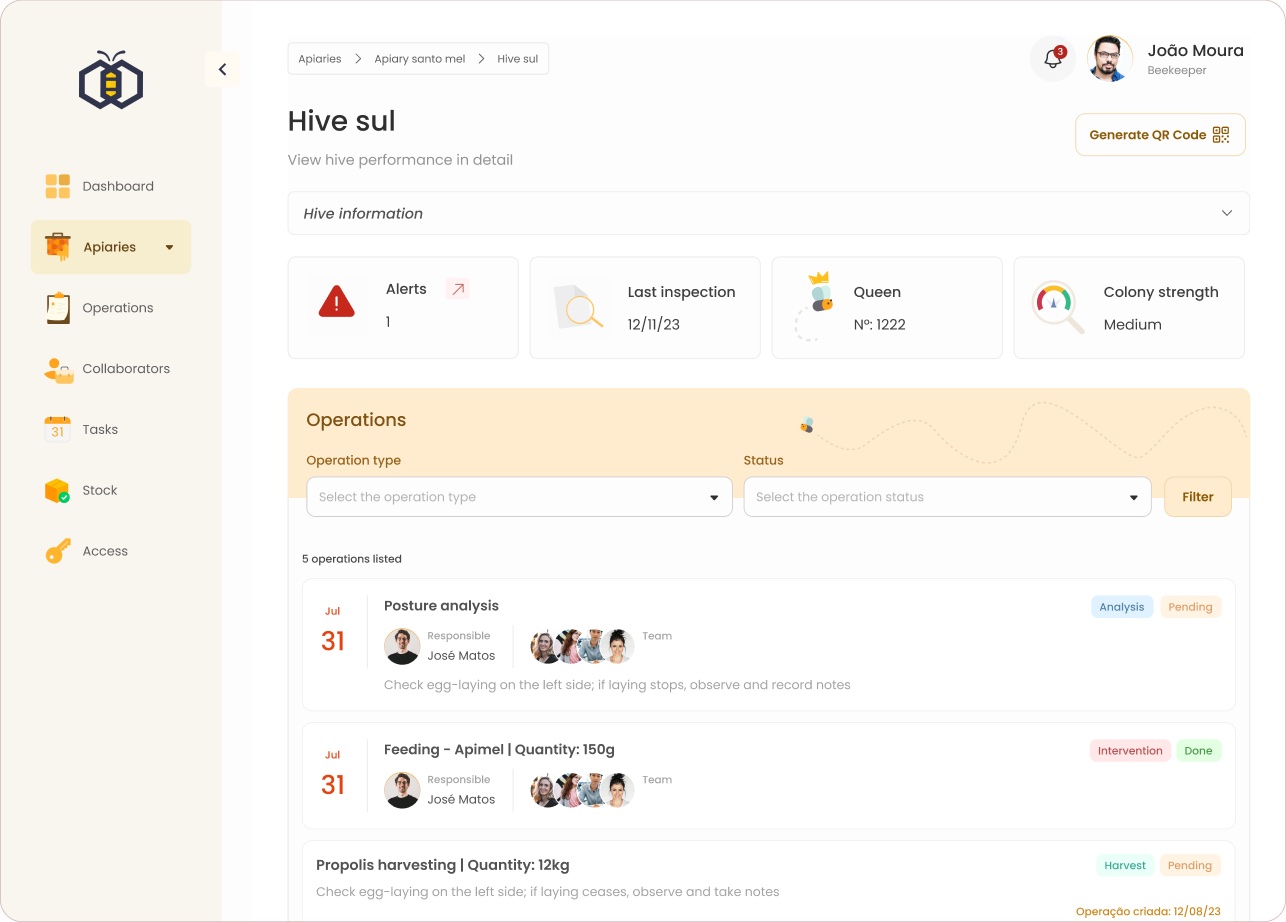 Apiaries > Apiary santo mel > Hive sul
3
João Moura
Beekeeper
Hive sul
View hive performance in detail
Generate QR Code
Dashboard
Apiaries
Operations
Collaborators
31
Tasks
Stock
Access
Hive information
Alerts
1
Last inspection
12/11/23
Queen
Nº: 1222
Colony strength
Medium
Operations
Operation type
Select the operation type
Status
Select the operation status
Filter
5 operations listed
Jul
31
Posture analysis
Analysis
Pending
Responsible
José Matos
Team
Check egg-laying on the left side; if laying stops, observe and record notes
Jul
31
Feeding - Apimel | Quantity: 150g
Intervention
Done
Responsible
José Matos
Team
Propolis harvesting | Quantity: 12kg
Harvest
Pending
Check egg-laying on the left side; if laying ceases, observe and take notes
Operação criada: 12/08/23